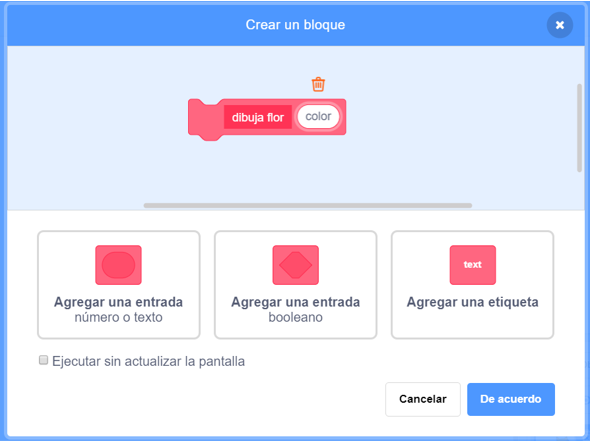 Crear un bloque
dibuja flor color
text
Agregar una entrada
número o texto
Agregar una entrada
booleano
Agregar una etiqueta
Ejecutar sin actualizar la pantalla
Cancelar De acuerdo